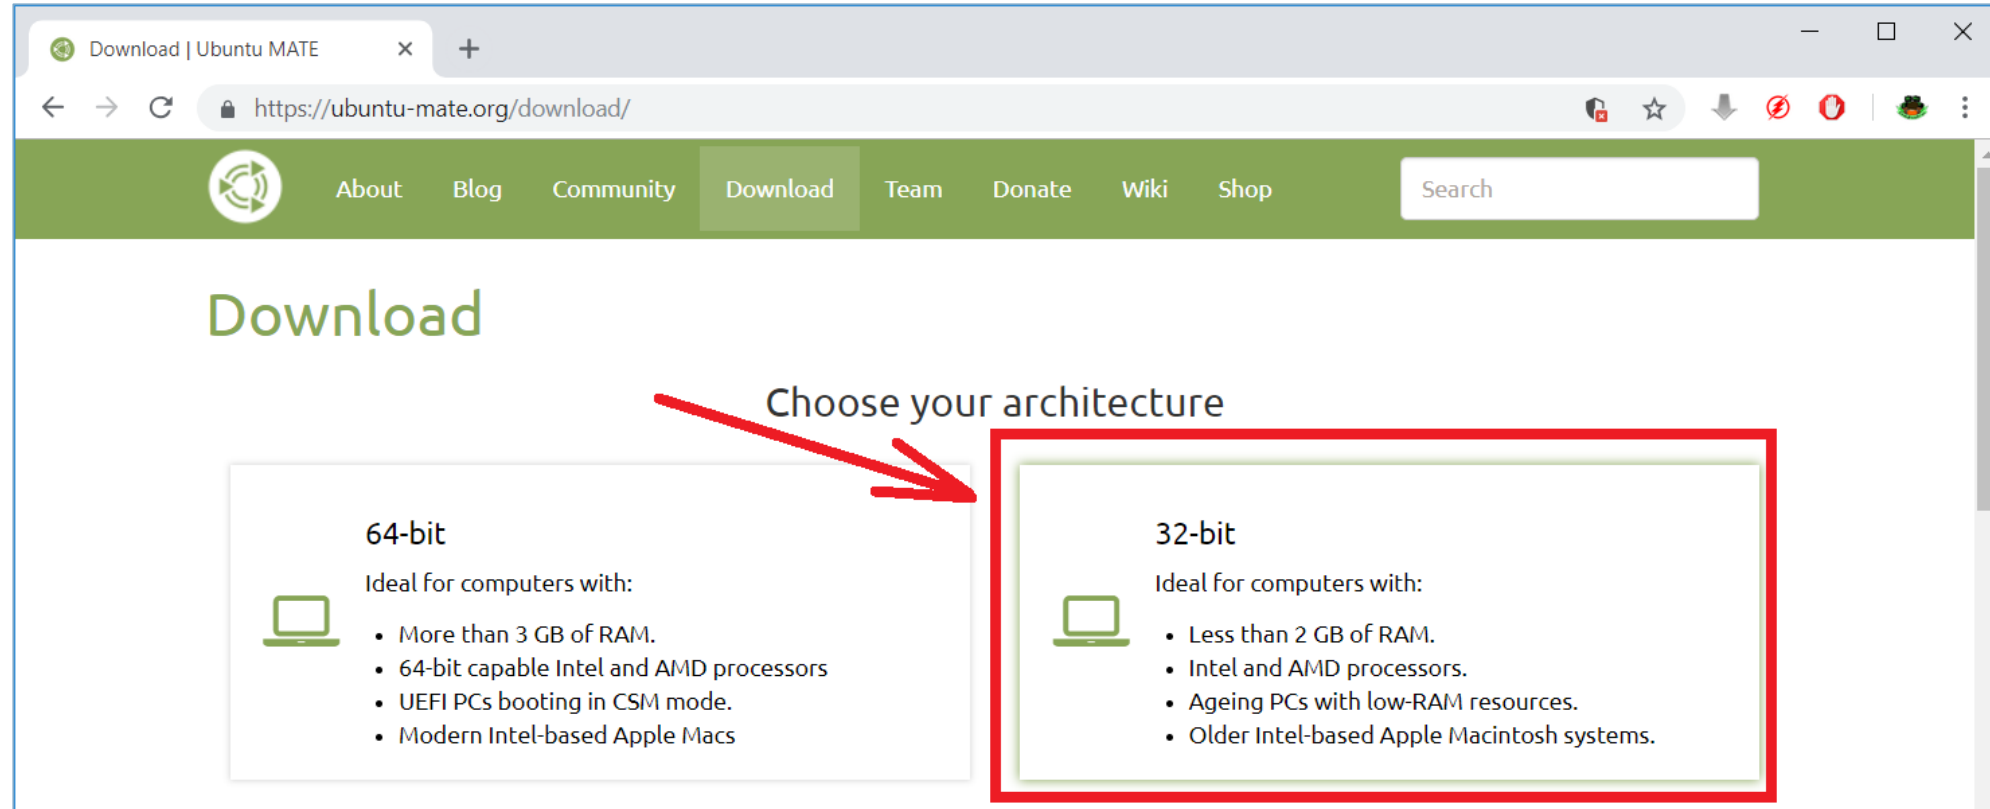 Download | Ubuntu MATE
https://ubuntu-mate.org/download/
About Blog Community Download Team Donate Wiki Shop Search
Download
Choose your architecture
64-bit
Ideal for computers with:
• More than 3 GB of RAM.
• 64-bit capable Intel and AMD processors
• UEFI PCs booting in CSM mode.
• Modern Intel-based Apple Macs
32-bit
Ideal for computers with:
• Less than 2 GB of RAM.
• Intel and AMD processors.
• Ageing PCs with low-RAM resources.
• Older Intel-based Apple Macintosh systems.